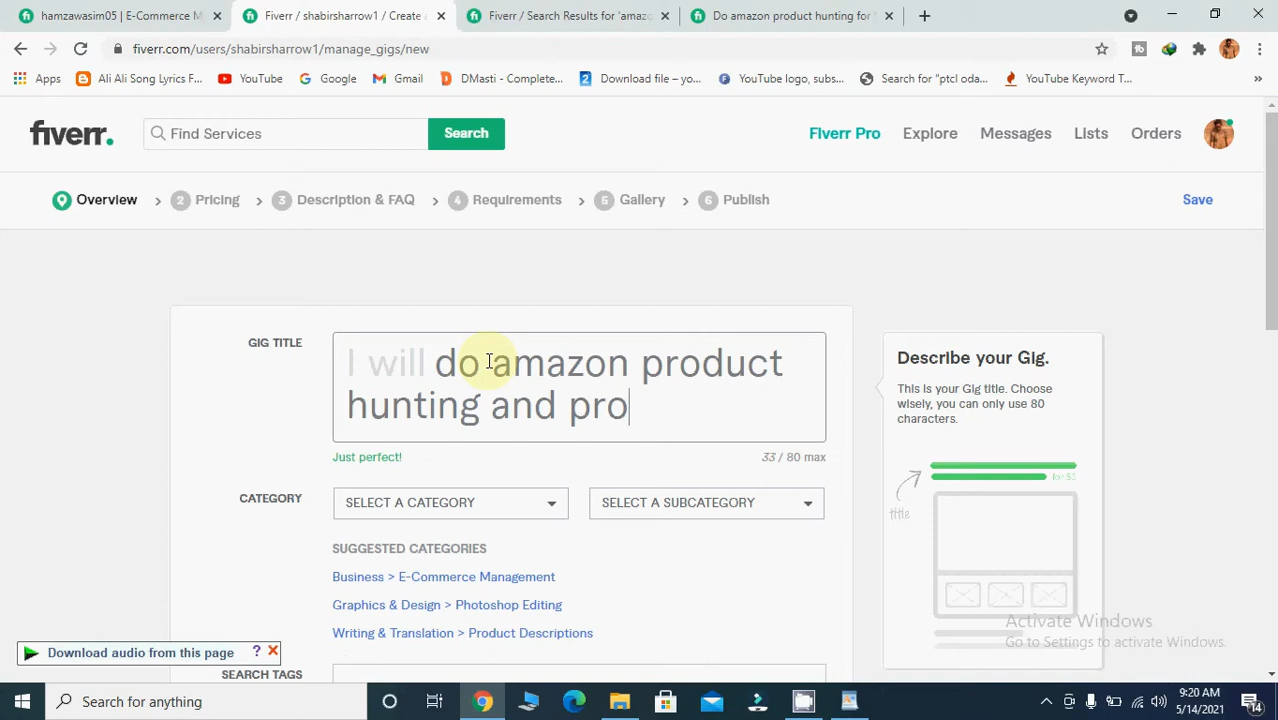 hamzawasim05 | E-Commerce M
Fiverr / shabirsharrow1 / Create
Fiverr / Search Results for 'amaz
Do amazon product hunting for
fiverr.com/users/shabirsharrow1/manage_gigs/new
Apps
Ali Ali Song Lyrics F...
YouTube
Google
Gmail
DMasti - Complete...
Download file – yo...
YouTube logo, subs...
Search for "ptcl oda...
YouTube Keyword T...
fiverr.
Find Services
Search
Fiverr Pro
Explore
Messages
Lists
Orders
Overview
2 Pricing
3 Description & FAQ
4 Requirements
5 Gallery
6 Publish
Save
GIG TITLE
I will do amazon product
hunting and pro
Just perfect!
33 / 80 max
Describe your Gig.
This is your Gig title. Choose
wisely, you can only use 80
characters.
for $5
title
CATEGORY
SELECT A CATEGORY
SELECT A SUBCATEGORY
SUGGESTED CATEGORIES
Business > E-Commerce Management
Graphics & Design > Photoshop Editing
Writing & Translation > Product Descriptions
SEARCH TAGS
Activate Windows
Go to Settings to activate Windows.
Download audio from this page
?
Search for anything
9:20 AM
5/14/2021
14